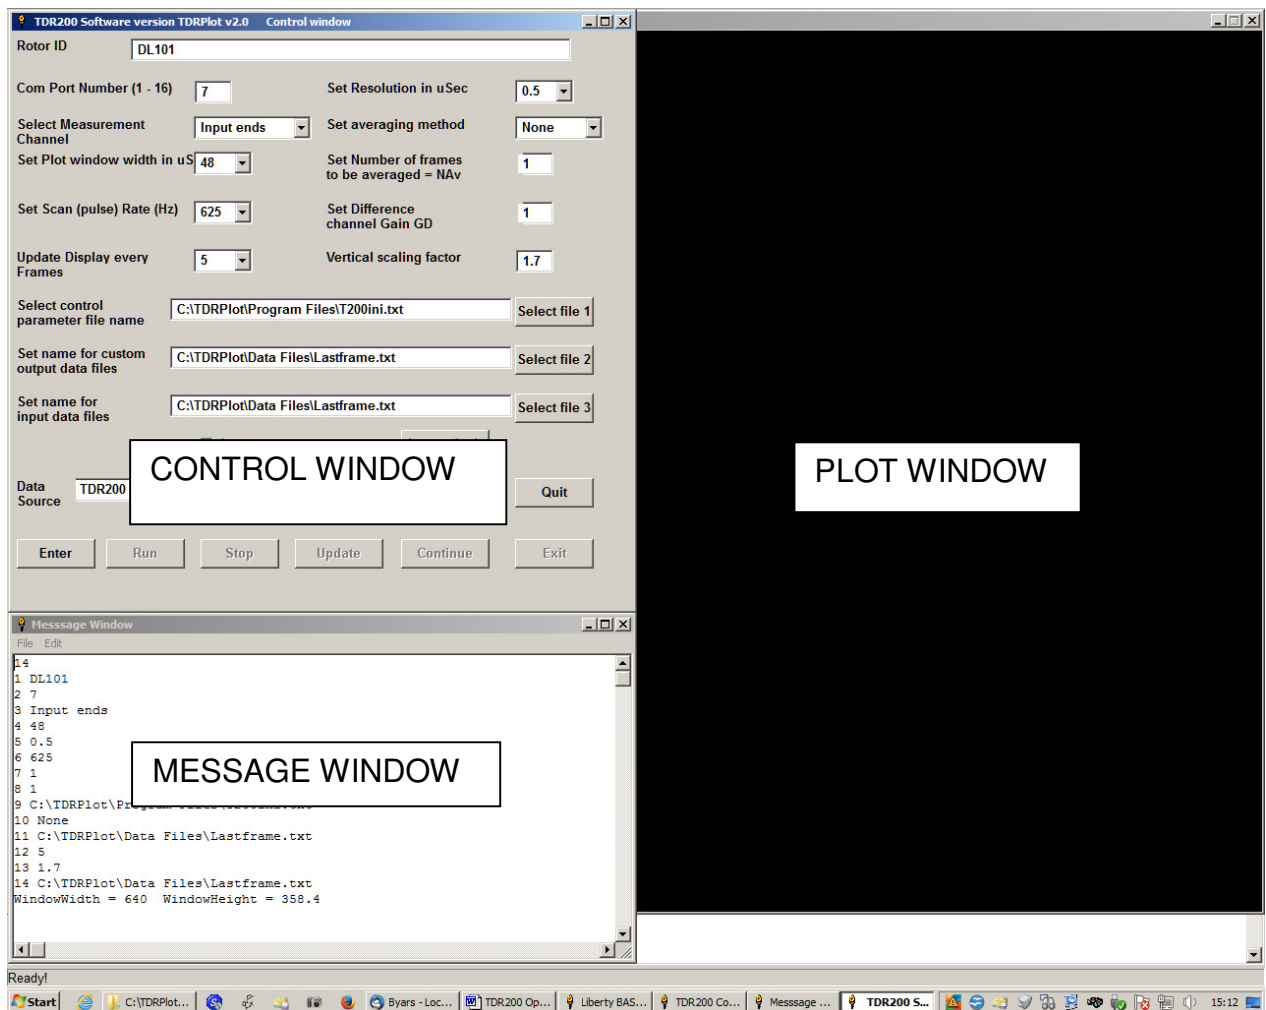 TDR200 Software version TDRPlot v2.0 Control window
Rotor ID DL101
Com Port Number (1 - 16) 7 Set Resolution in uSec 0.5
Select Measurement Channel Input ends Set averaging method None
Set Plot window width in uS 48 Set Number of frames to be averaged = NAv 1
Set Scan (pulse) Rate (Hz) 625 Set Difference channel Gain GD 1
Update Display every Frames 5 Vertical scaling factor 1.7
Select control parameter file name C:\TDRPlot\Program Files\T200ini.txt Select file 1
Set name for custom output data files C:\TDRPlot\Data Files\Lastframe.txt Select file 2
Set name for input data files C:\TDRPlot\Data Files\Lastframe.txt Select file 3
CONTROL WINDOW
PLOT WINDOW
Data Source TDR200 Quit
Enter Run Stop Update Continue Exit
Messsage Window
File Edit
14
1 DL101
2 7
3 Input ends
4 48
5 0.5
6 625
7 1
8 1
MESSAGE WINDOW
9 C:\TDRPlot\
10 None
11 C:\TDRPlot\Data Files\Lastframe.txt
12 5
13 1.7
14 C:\TDRPlot\Data Files\Lastframe.txt
WindowWidth = 640 WindowHeight = 358.4
Ready!
Start C:\TDRPlot... Byars - Loc... TDR200 Op... Liberty BAS... TDR200 Co... Messsage ... TDR200 S... 15:12